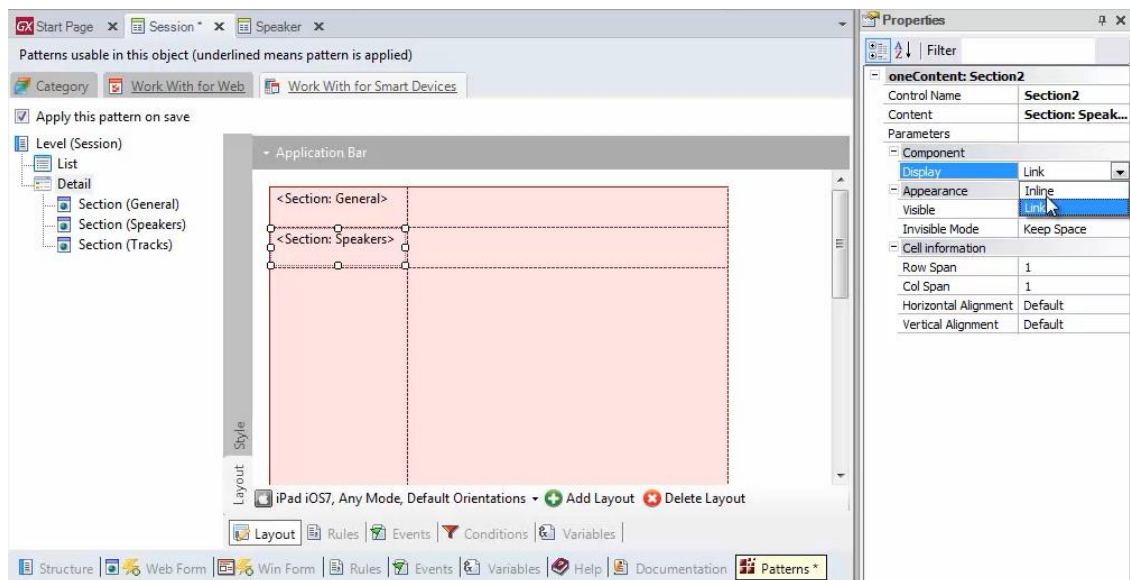 GX Start Page X Session * X Speaker X
Patterns usable in this object (underlined means pattern is applied)
Category Work With for Web Work With for Smart Devices
Apply this pattern on save
Level (Session)
List
Detail
Section (General)
Section (Speakers)
Section (Tracks)
Application Bar
<Section: General>
<Section: Speakers>
Style
Layout
iPad iOS7, Any Mode, Default Orientations Add Layout Delete Layout
Layout Rules Events Conditions Variables
Structure Web Form Win Form Rules Events Variables Help Documentation Patterns *
Properties
Filter
oneContent: Section2
Control Name Section2
Content Section: Speak...
Parameters
Component
Display Link
Appearance Inline
Visible Link
Invisible Mode Keep Space
Cell information
Row Span 1
Col Span 1
Horizontal Alignment Default
Vertical Alignment Default